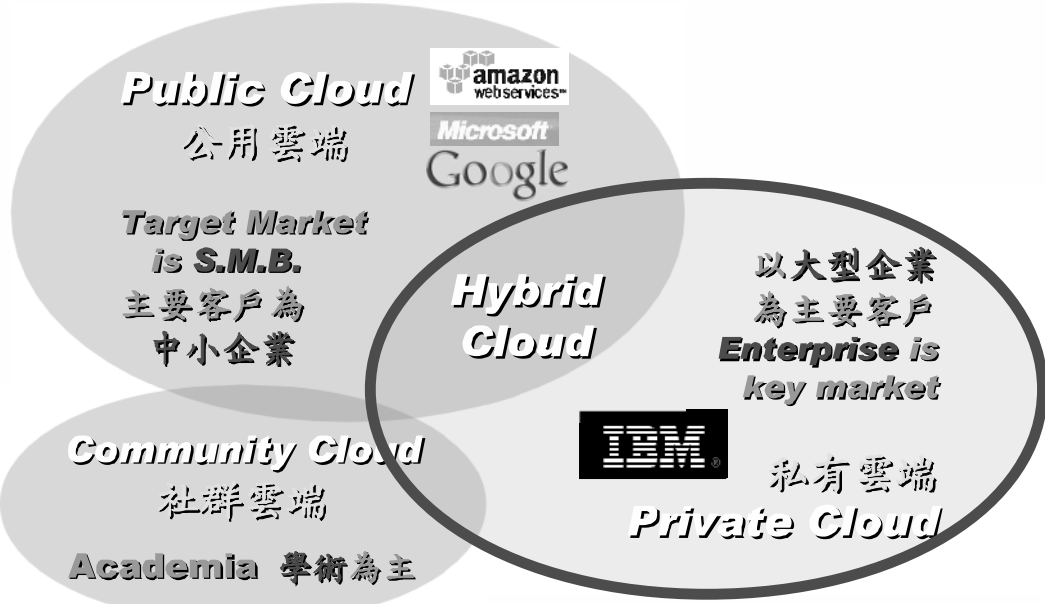 Public Cloud
公用雲端
amazon
webservices™
Microsoft
Google
Target Market
is S.M.B.
主要客戶為
中小企業
Hybrid
Cloud
以大型企業
為主要客戶
Enterprise is
key market
IBM®
私有雲端
Private Cloud
Community Cloud
社群雲端
Academia 學術為主